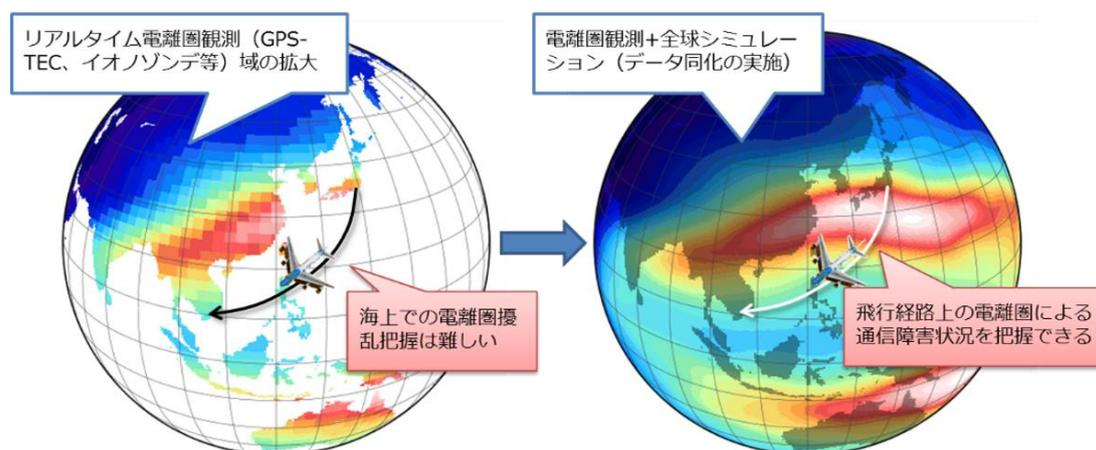 リアルタイム電離圏観測（GPS-
TEC、イオノゾンデ等）域の拡大
海上での電離圏擾
乱把握は難しい
電離圏観測+全球シミュレー
ション（データ同化の実施）
飛行経路上の電離圏による
通信障害状況を把握できる